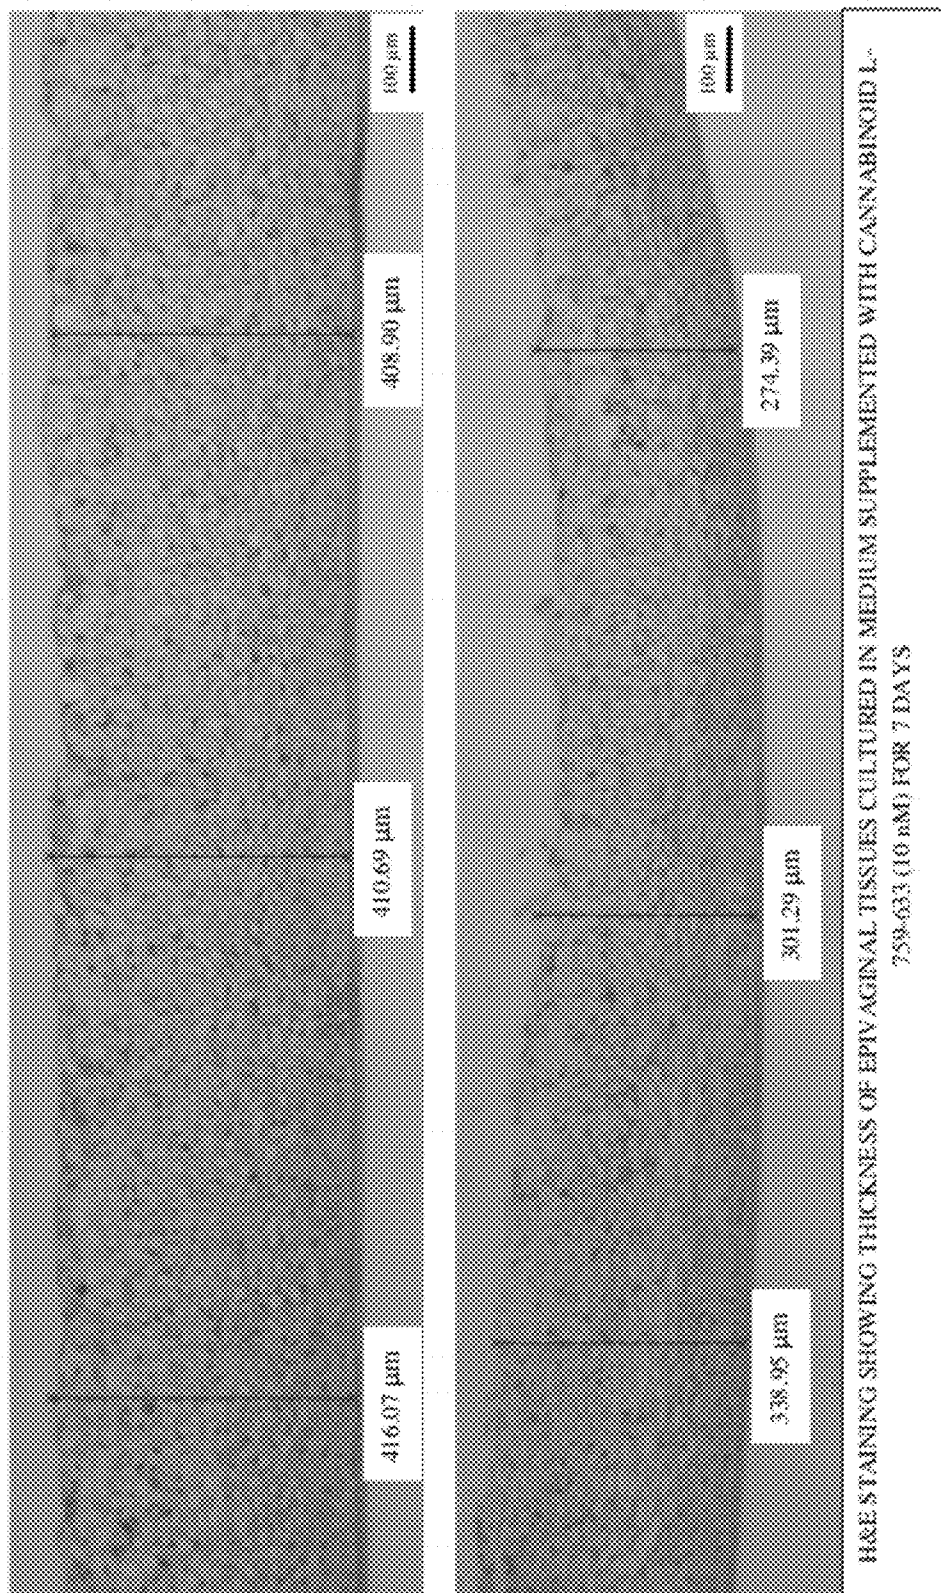 416.07 µm
410.69 µm
408.90 µm
100 µm
338.95 µm
301.29 µm
274.39 µm
100 µm
H&E STAINING SHOWING THICKNESS OF EPIVAGINAL TISSUES CULTURED IN MEDIUM SUPPLEMENTED WITH CANNABINOID L-
759-633 (10 nM) FOR 7 DAYS